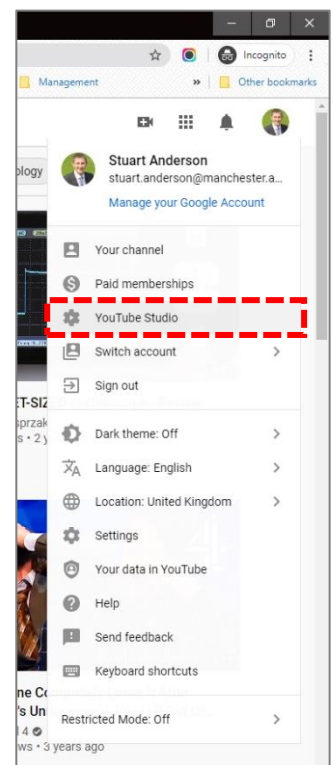 Incognito
Management
»
Other bookmarks
ology
Stuart Anderson
stuart.anderson@manchester.a...
Manage your Google Account
Your channel
Paid memberships
YouTube Studio
Switch account
Sign out
ET-SIZ
sprzak
s • 2 y
Dark theme: Off
Language: English
Location: United Kingdom
Settings
Your data in YouTube
Help
Send feedback
Keyboard shortcuts
ne Co
's Un
Restricted Mode: Off
ws • 3 years ago